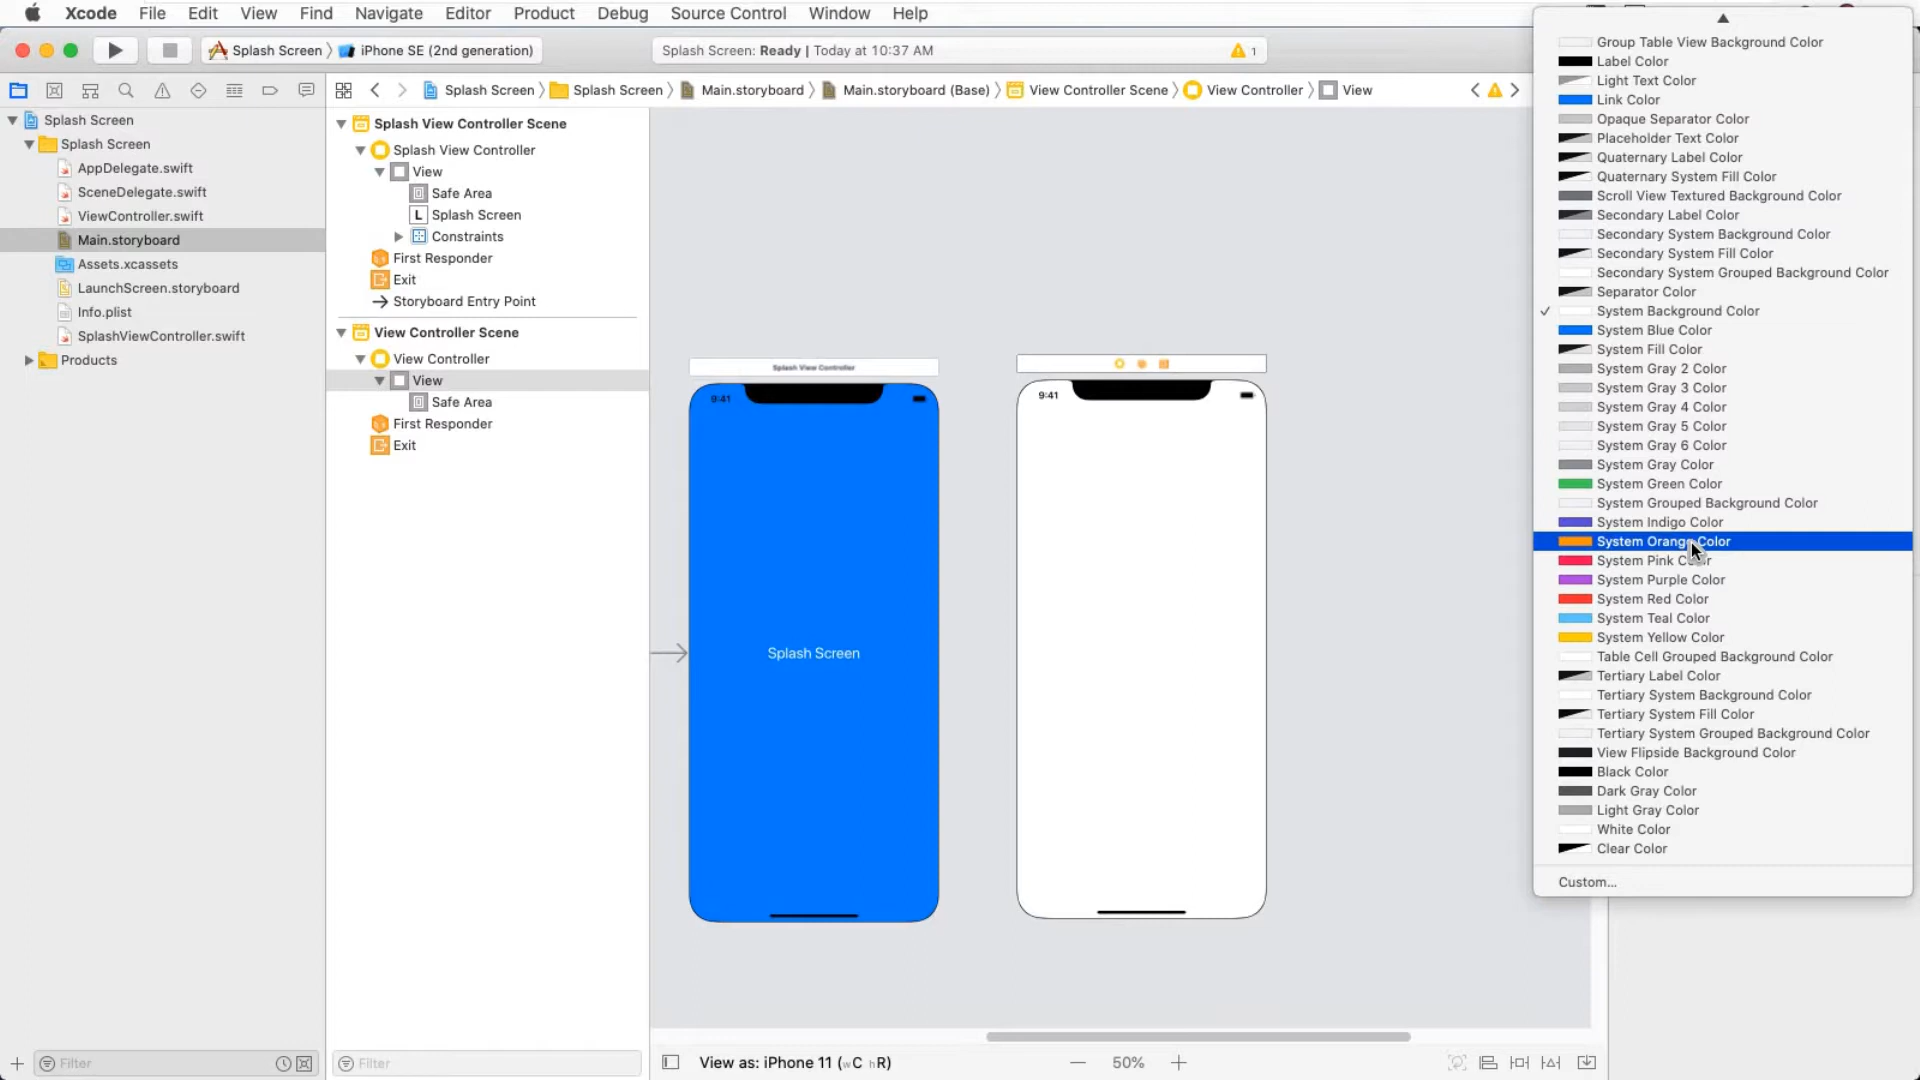 Xcode File Edit View Find Navigate Editor Product Debug Source Control Window Help
Splash Screen iPhone SE (2nd generation)
Splash Screen: Ready | Today at 10:37 AM
1
Splash Screen Splash Screen Main.storyboard Main.storyboard (Base) View Controller Scene View Controller View
Splash Screen
Splash Screen
AppDelegate.swift
SceneDelegate.swift
ViewController.swift
Main.storyboard
Assets.xcassets
LaunchScreen.storyboard
Info.plist
SplashViewController.swift
Products
Filter
Splash View Controller Scene
Splash View Controller
View
Safe Area
L Splash Screen
Constraints
First Responder
Exit
Storyboard Entry Point
View Controller Scene
View Controller
View
Safe Area
First Responder
Exit
Filter
Splash View Controller
9:41
Splash Screen
9:41
View as: iPhone 11 (wC hR)
50%
Group Table View Background Color
Label Color
Light Text Color
Link Color
Opaque Separator Color
Placeholder Text Color
Quaternary Label Color
Quaternary System Fill Color
Scroll View Textured Background Color
Secondary Label Color
Secondary System Background Color
Secondary System Fill Color
Secondary System Grouped Background Color
Separator Color
System Background Color
System Blue Color
System Fill Color
System Gray 2 Color
System Gray 3 Color
System Gray 4 Color
System Gray 5 Color
System Gray 6 Color
System Gray Color
System Green Color
System Grouped Background Color
System Indigo Color
System Orange Color
System Pink Color
System Purple Color
System Red Color
System Teal Color
System Yellow Color
Table Cell Grouped Background Color
Tertiary Label Color
Tertiary System Background Color
Tertiary System Fill Color
Tertiary System Grouped Background Color
View Flipside Background Color
Black Color
Dark Gray Color
Light Gray Color
White Color
Clear Color
Custom...